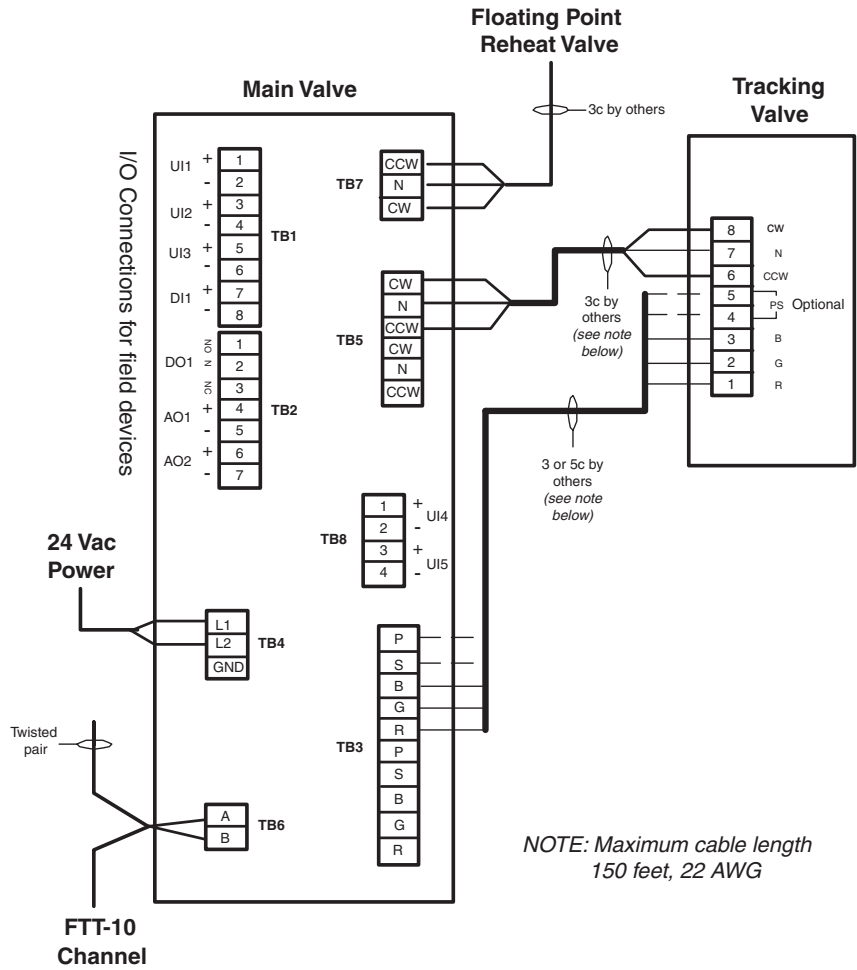 Floating Point
Reheat Valve
3c by others
Main Valve
Tracking
Valve
I/O Connections for field devices
UI1 + 1
- 2
UI2 + 3
- 4
UI3 + 5
- 6
DI1 + 7
- 8
TB1
DO1
NO 1
N 2
NC 3
AO1 + 4
- 5
AO2 + 6
- 7
TB2
TB7
CCW
N
CW
TB5
CW
N
CCW
CW
N
CCW
3c by
others
(see note
below)
8 CW
7 N
6 CCW
5
4
PS Optional
3 B
2 G
1 R
3 or 5c by
others
(see note
below)
TB8
1 + UI4
2 -
3 + UI5
4 -
24 Vac
Power
L1
L2
GND
TB4
TB3
P
S
B
G
R
P
S
B
G
R
Twisted
pair
A
B
TB6
FTT-10
Channel
NOTE: Maximum cable length
150 feet, 22 AWG